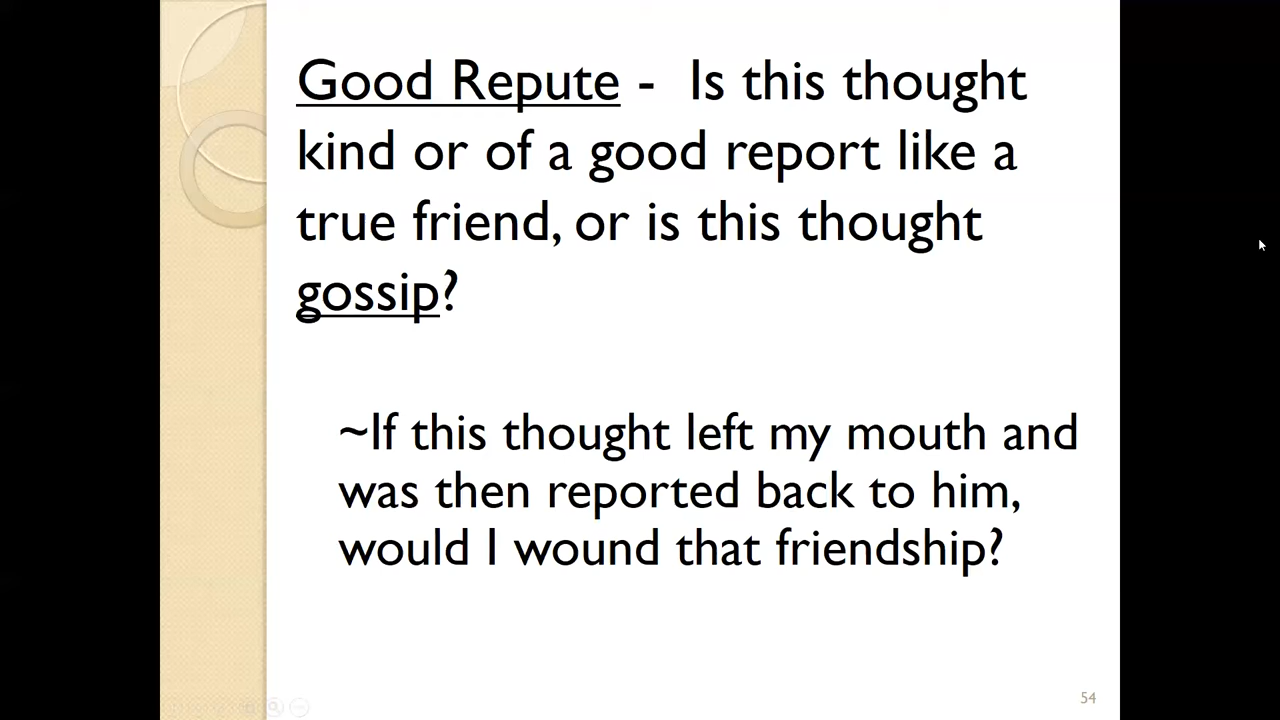 Good Repute -  Is this thought
kind or of a good report like a
true friend, or is this thought
gossip?
~If this thought left my mouth and
was then reported back to him,
would I wound that friendship?
54